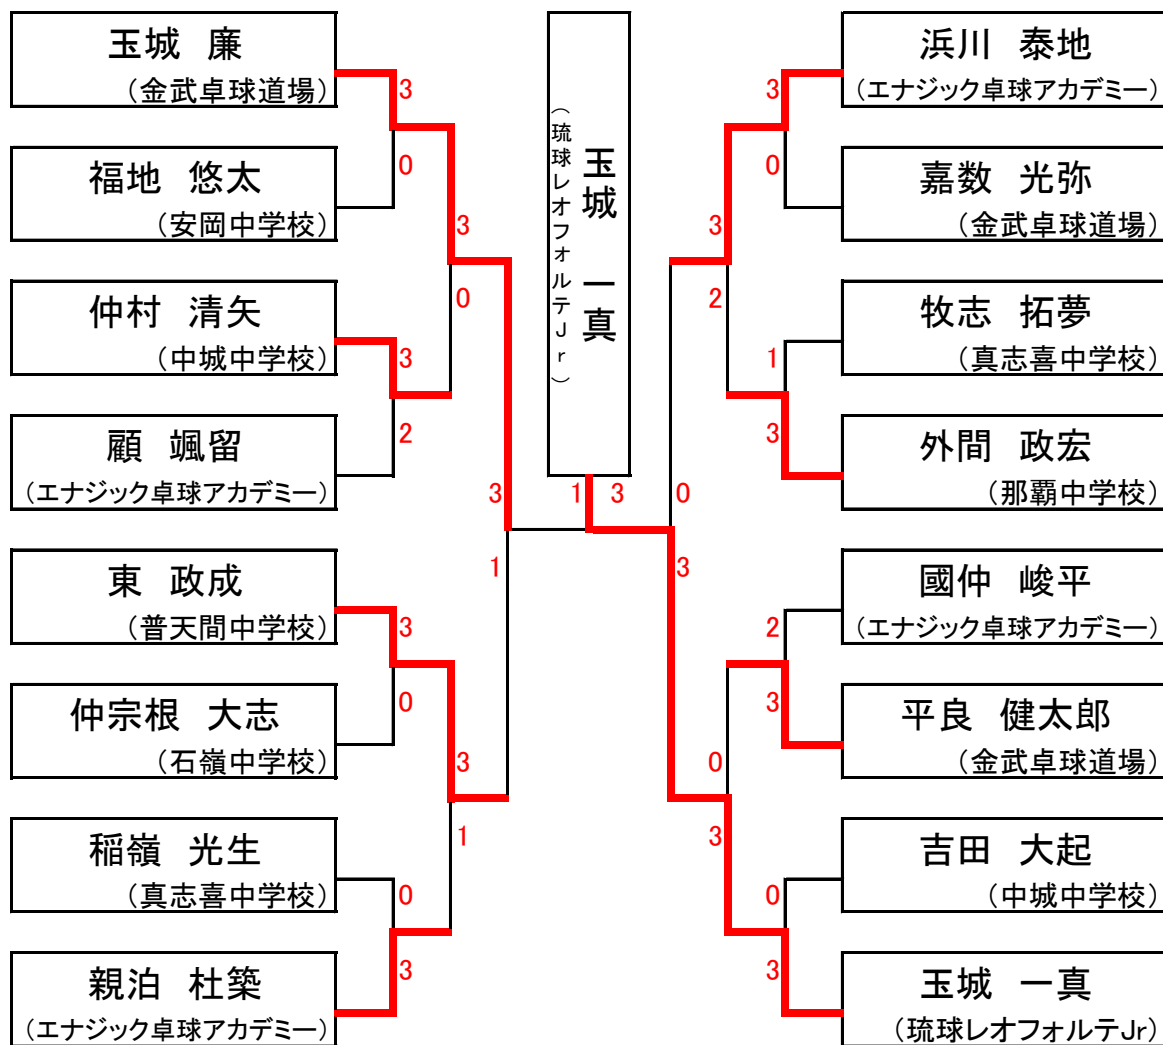 玉城 廉
（金武卓球道場）
3
0
福地 悠太
（安岡中学校）
3
0
仲村 清矢
（中城中学校）
3
2
顧 颯留
（エナジック卓球アカデミー）
3
1
東 政成
（普天間中学校）
3
0
仲宗根 大志
（石嶺中学校）
3
1
稲嶺 光生
（真志喜中学校）
0
3
親泊 杜築
（エナジック卓球アカデミー）
玉城 一真
（琉球レオフォルテJr）
1 3
浜川 泰地
（エナジック卓球アカデミー）
3
0
嘉数 光弥
（金武卓球道場）
3
2
牧志 拓夢
（真志喜中学校）
1
3
外間 政宏
（那覇中学校）
0
3
國仲 峻平
（エナジック卓球アカデミー）
2
3
平良 健太郎
（金武卓球道場）
0
3
吉田 大起
（中城中学校）
0
3
玉城 一真
（琉球レオフォルテJr）